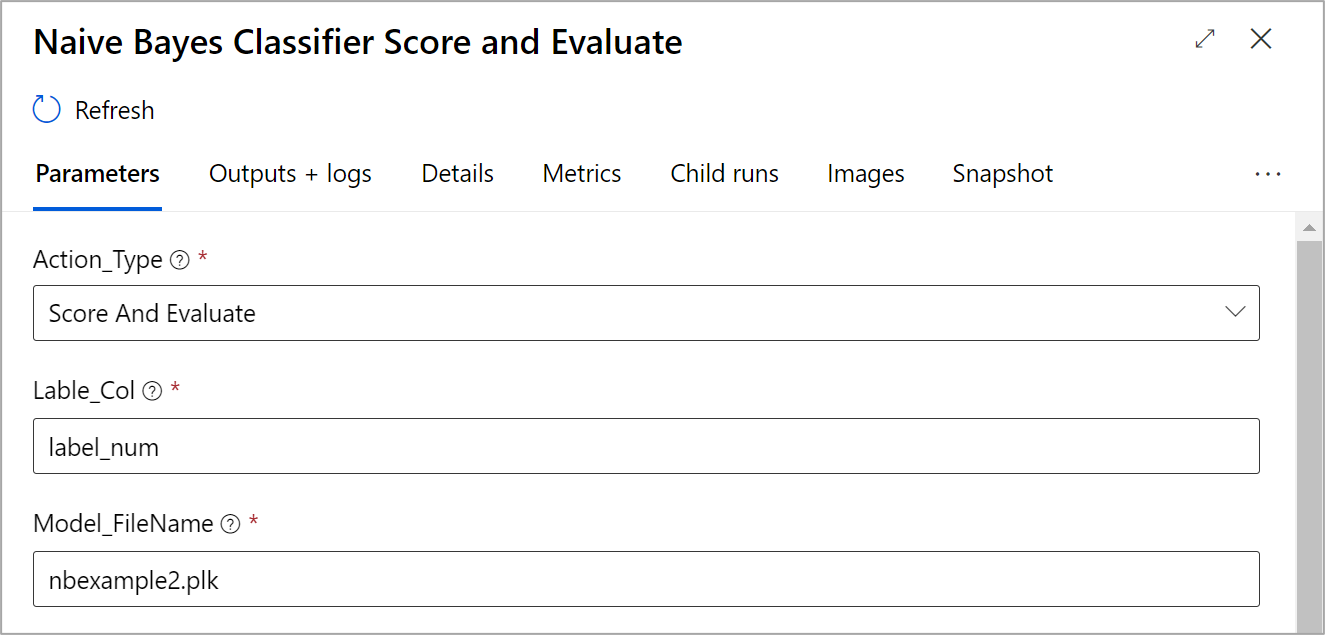 Naive Bayes Classifier Score and Evaluate
Refresh
Parameters Outputs + logs Details Metrics Child runs Images Snapshot ...
Action_Type ? *
Score And Evaluate
Lable_Col ? *
label_num
Model_FileName ? *
nbexample2.plk